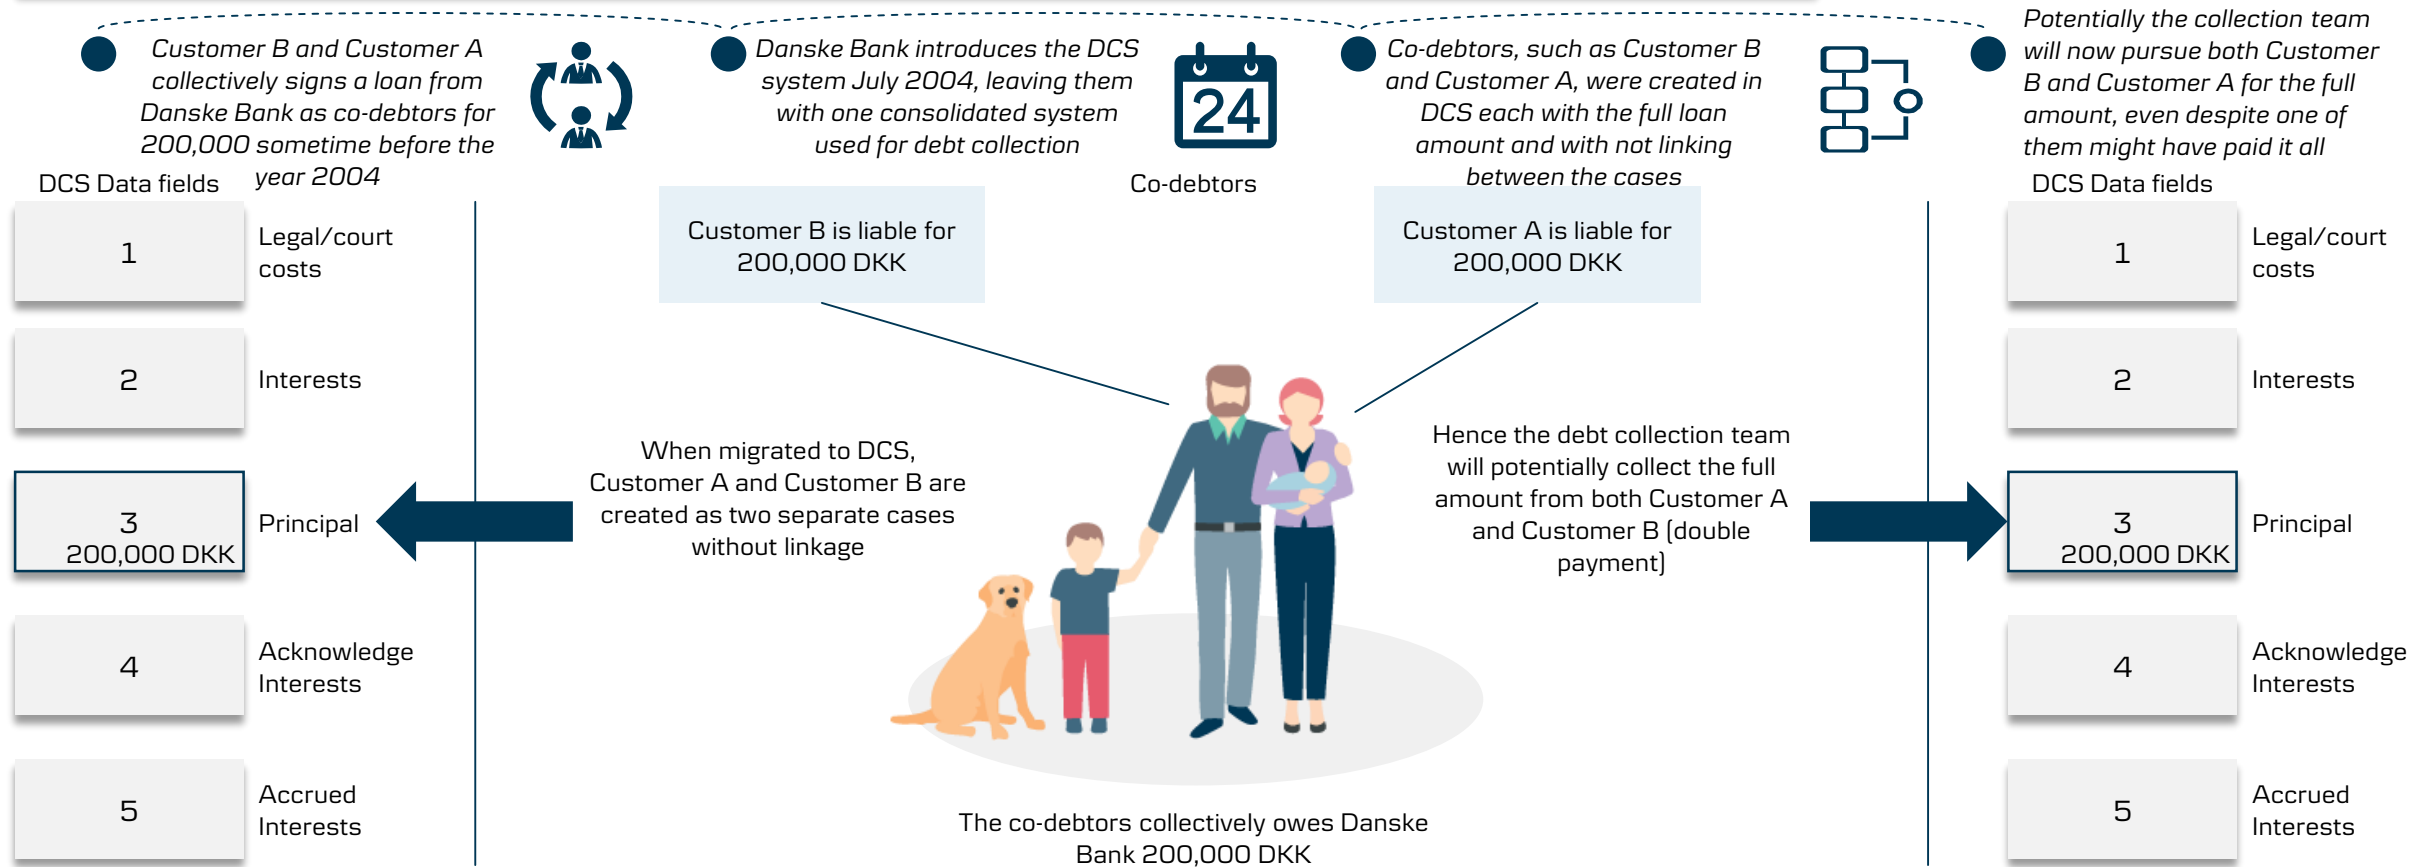 Customer B and Customer A
collectively signs a loan from
Danske Bank as co-debtors for
200,000 sometime before the
year 2004
Danske Bank introduces the DCS
system July 2004, leaving them
with one consolidated system
used for debt collection
24
Co-debtors, such as Customer B
and Customer A, were created in
DCS each with the full loan
amount and with not linking
between the cases
Potentially the collection team
will now pursue both Customer
B and Customer A for the full
amount, even despite one of
them might have paid it all
DCS Data fields
1
Legal/court
costs
2
Interests
3
200,000 DKK
Principal
4
Acknowledge
Interests
5
Accrued
Interests
Co-debtors
Customer B is liable for
200,000 DKK
Customer A is liable for
200,000 DKK
When migrated to DCS,
Customer A and Customer B are
created as two separate cases
without linkage
Hence the debt collection team
will potentially collect the full
amount from both Customer A
and Customer B (double
payment)
The co-debtors collectively owes Danske
Bank 200,000 DKK
DCS Data fields
1
Legal/court
costs
2
Interests
3
200,000 DKK
Principal
4
Acknowledge
Interests
5
Accrued
Interests